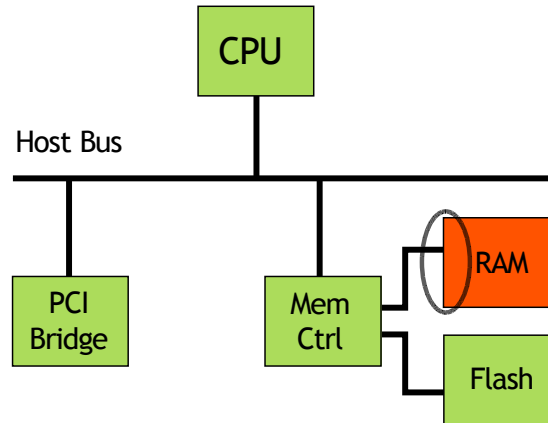 CPU
Host Bus
PCI
Bridge
Mem
Ctrl
RAM
Flash